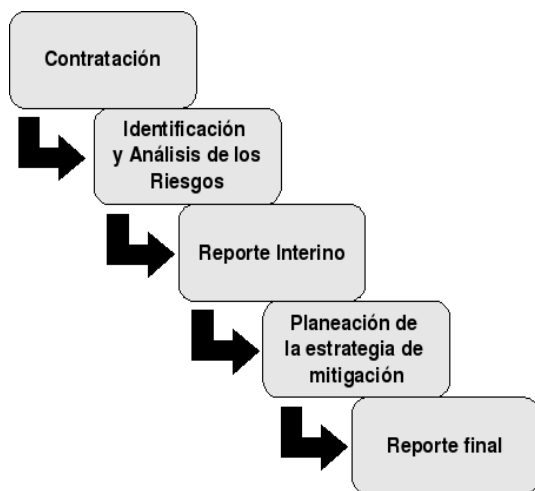 Contratación
Identificación
y Análisis de los
Riesgos
Reporte Interino
Planeación de
la estrategia de
mitigación
Reporte final